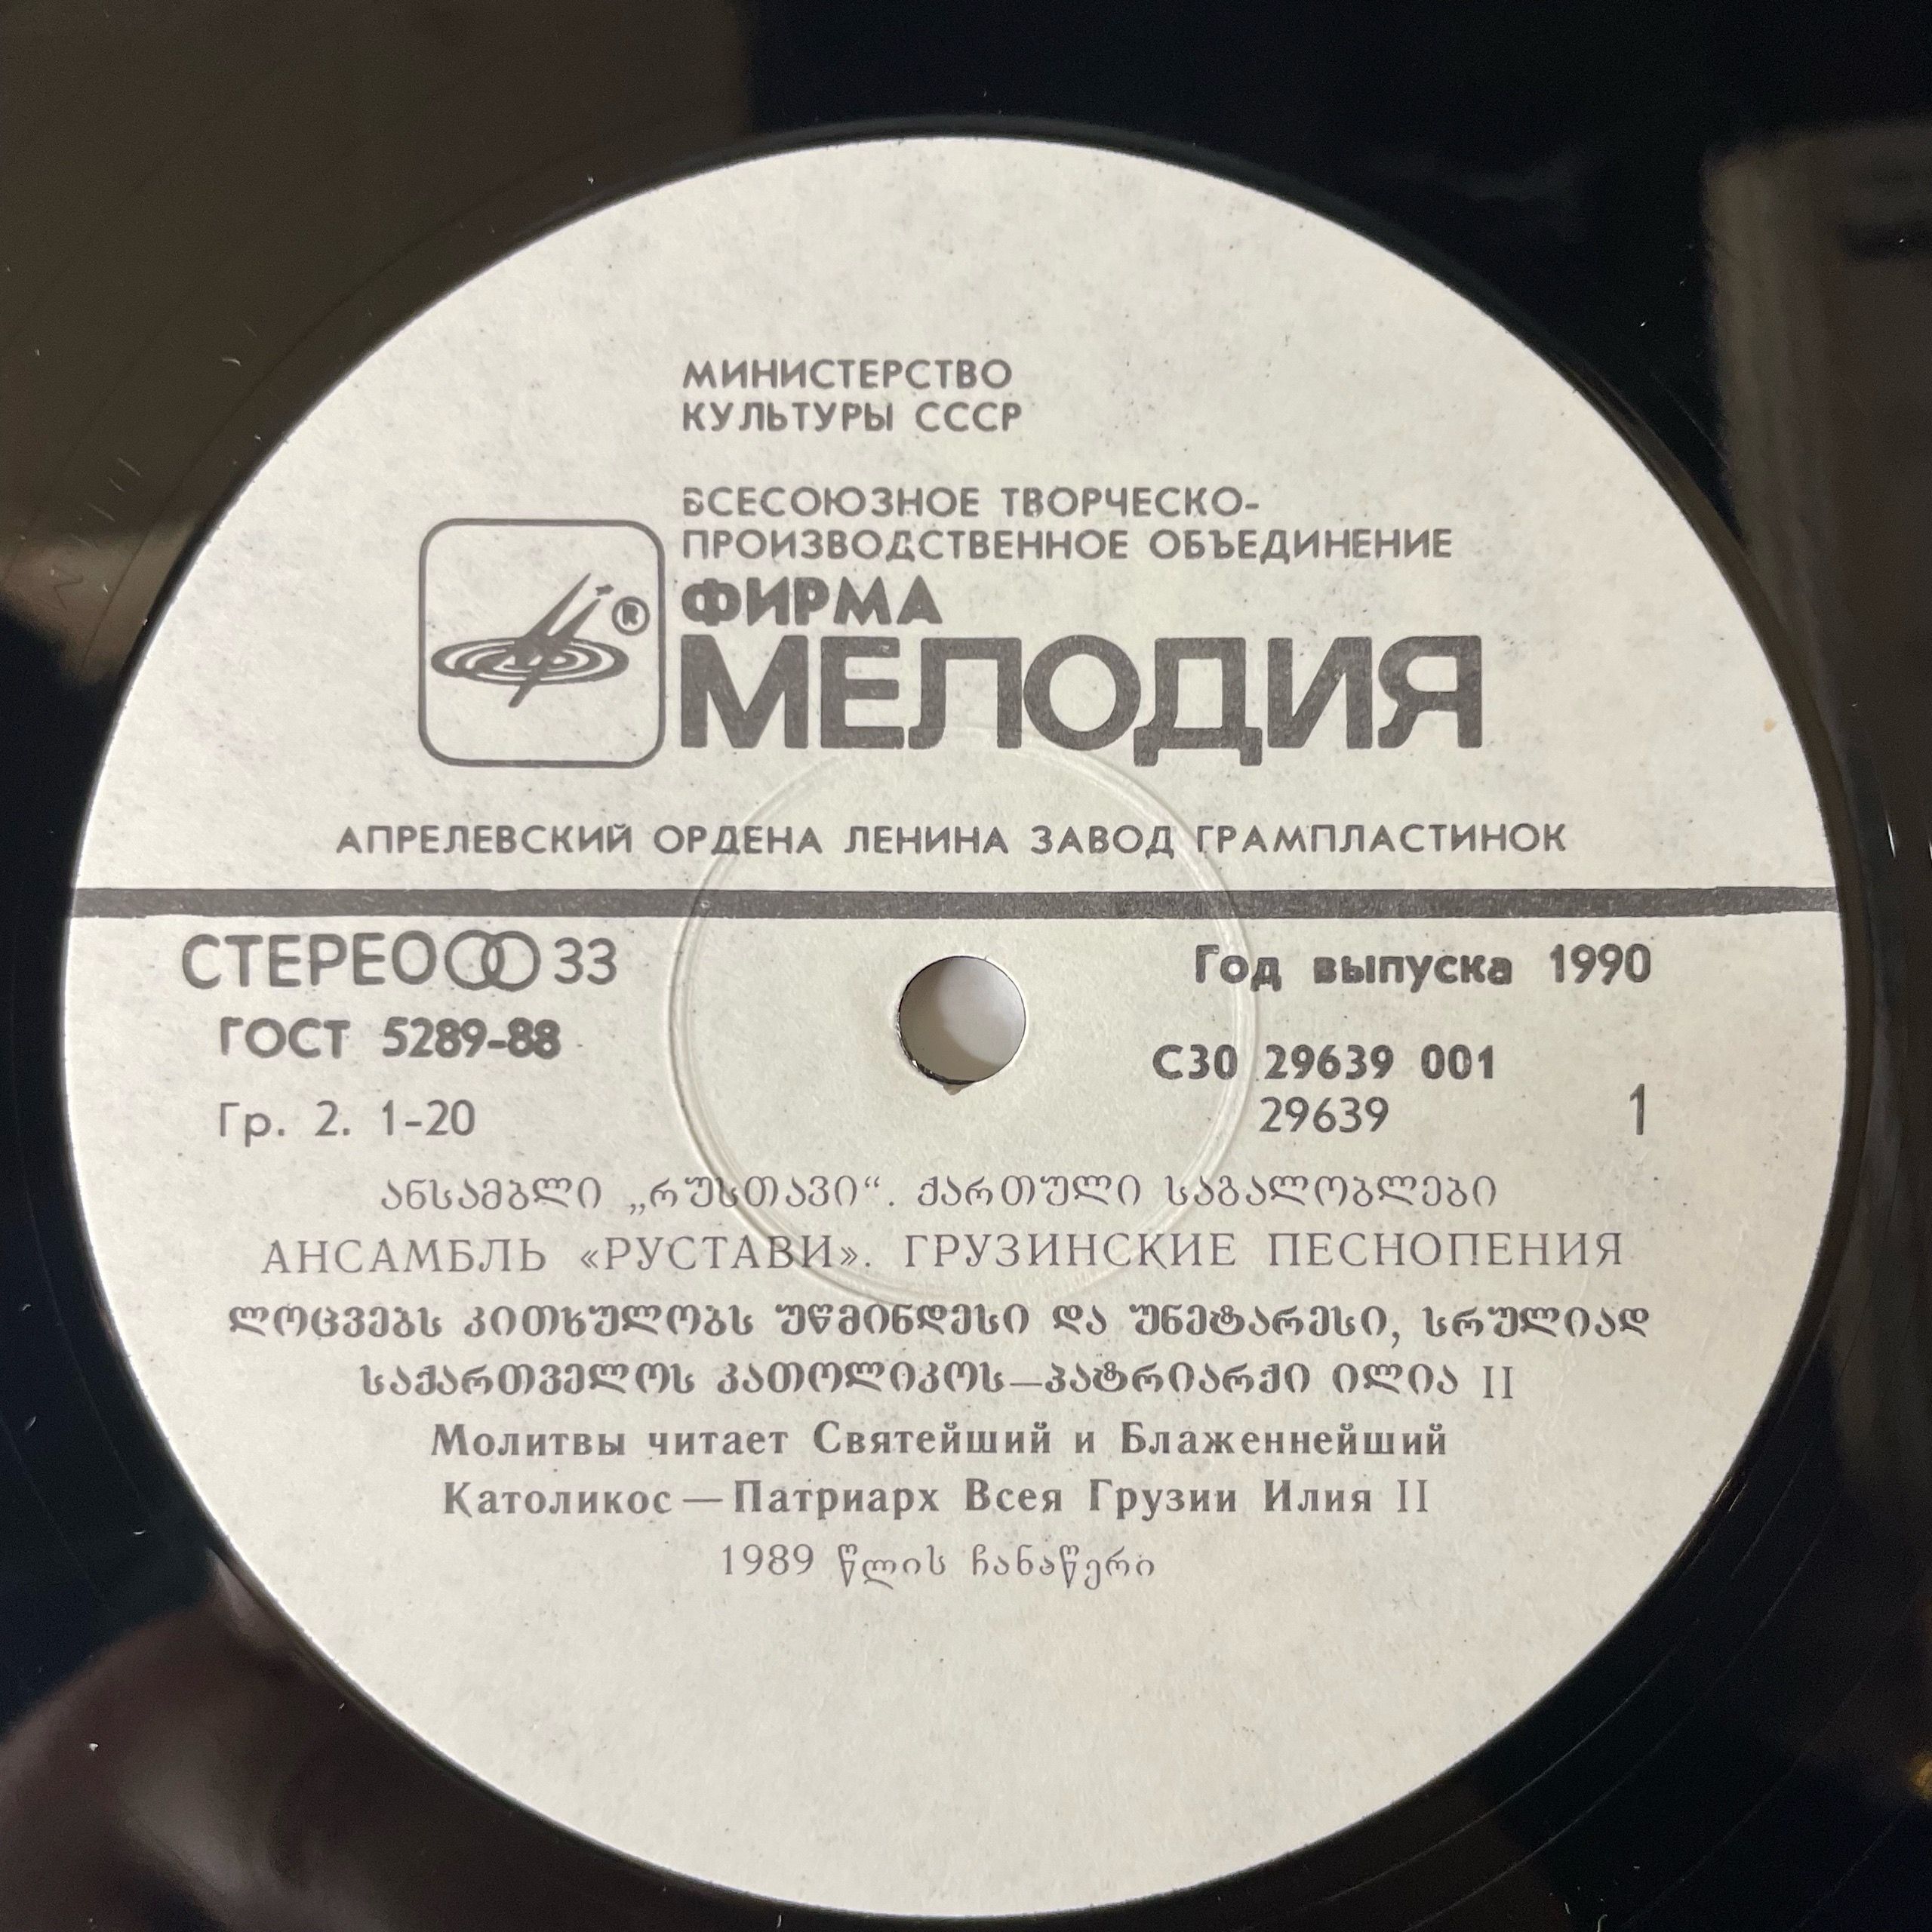 МИНИСТЕРСТВО
КУЛЬТУРЫ СССР
ВСЕСОЮЗНОЕ ТВОРЧЕСКО-
ПРОИЗВОДСТВЕННОЕ ОБЪЕДИНЕНИЕ
®
ФИРМА
МЕЛОДИЯ
АПРЕЛЕВСКИЙ ОРДЕНА ЛЕНИНА ЗАВОД ГРАМПЛАСТИНОК
СТЕРЕО 33
Год выпуска 1990
ГОСТ 5289-88
С30 29639 001
Гр. 2. 1-20
29639
1
ანსამბლი „რუსთავი“. ქართული საგალობლები
АНСАМБЛЬ «РУСТАВИ». ГРУЗИНСКИЕ ПЕСНОПЕНИЯ
ლოცვებს კითხულობს უწმინდესი და უნეტარესი, სრულიად
საქართველოს კათოლიკოს—პატრიარქი ილია II
Молитвы читает Святейший и Блаженнейший
Католикос — Патриарх Всея Грузии Илия II
1989 წლის ჩანაწერი